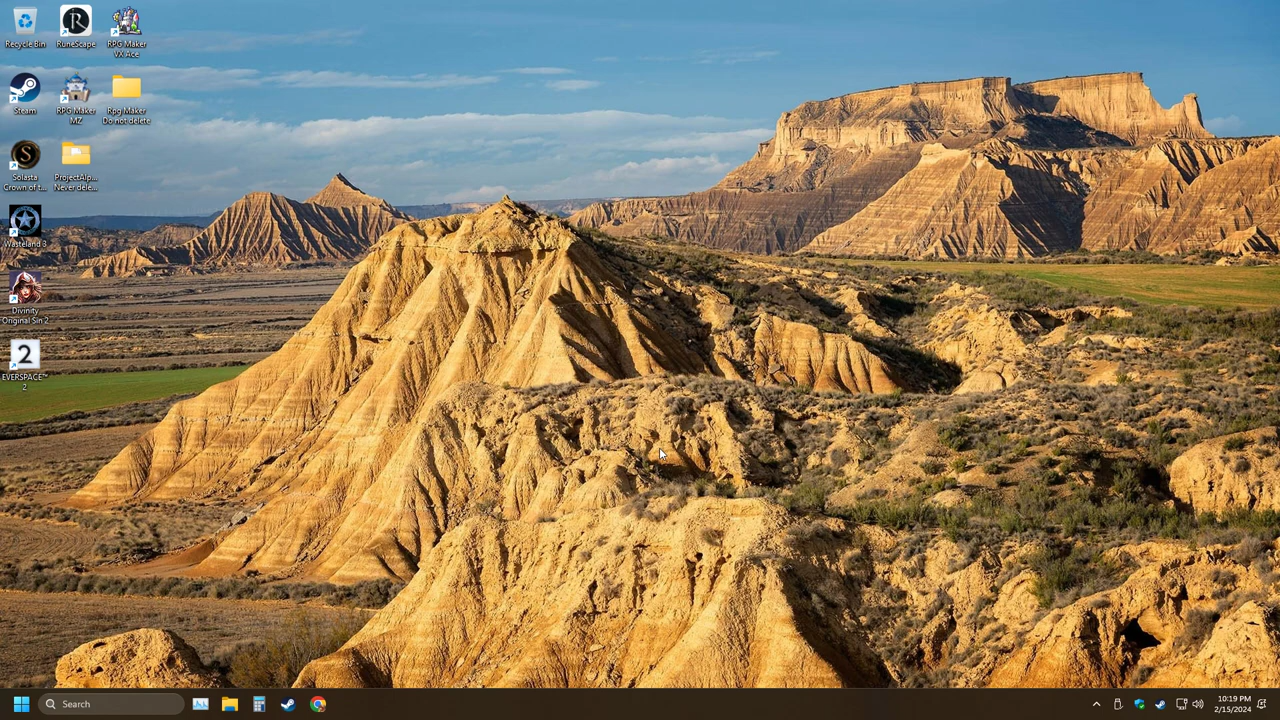 Recycle Bin
RuneScape
RPG Maker
VX Ace
Steam
RPG Maker
MZ
Rpg Maker
Do not delete
Solasta
Crown of t...
ProjectAlp...
Never dele...
Wasteland 3
Divinity
Original Sin 2
2
EVERSPACE™
2
Search
10:19 PM
2/15/2024